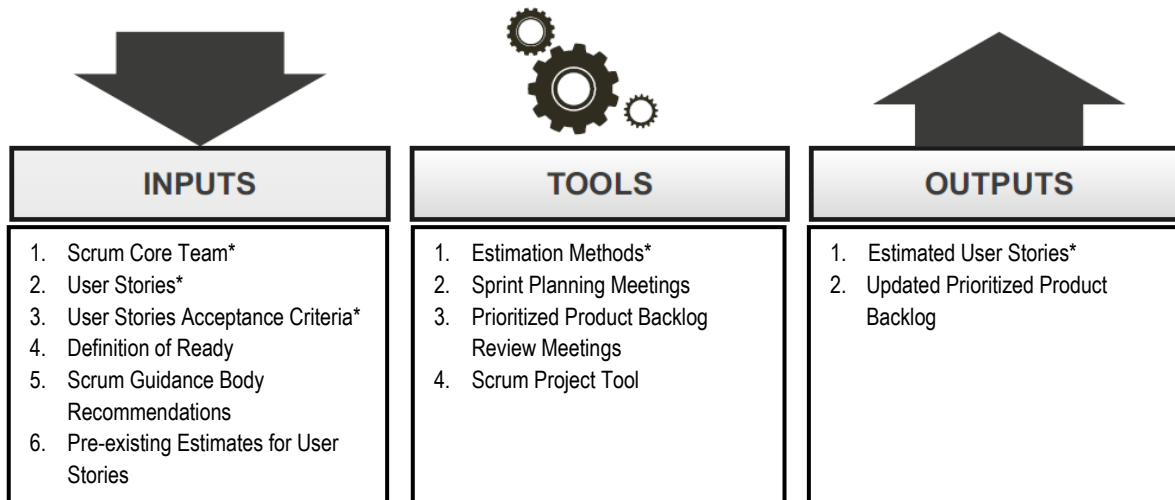 INPUTS
1. Scrum Core Team*
2. User Stories*
3. User Stories Acceptance Criteria*
4. Definition of Ready
5. Scrum Guidance Body
Recommendations
6. Pre-existing Estimates for User
Stories
TOOLS
1. Estimation Methods*
2. Sprint Planning Meetings
3. Prioritized Product Backlog
Review Meetings
4. Scrum Project Tool
OUTPUTS
1. Estimated User Stories*
2. Updated Prioritized Product
Backlog